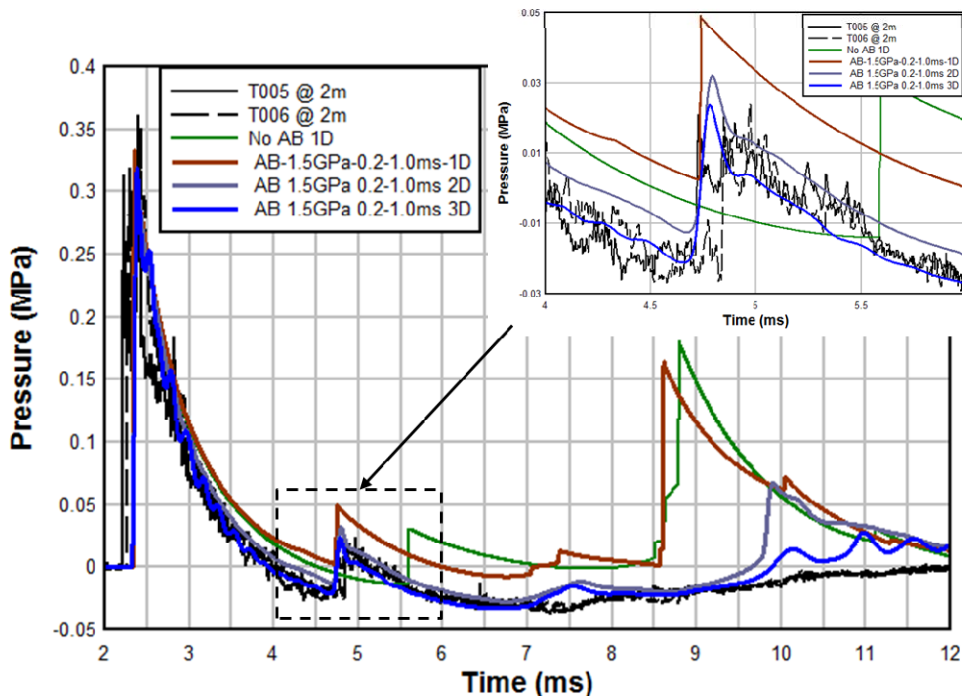 0.05
0.03
0.01
-0.01
-0.03
Pressure (MPa)
4
4.5
5
5.5
Time (ms)
T005 @ 2m
T006 @ 2m
No AB 1D
AB-1.5GPa-0.2-1.0ms-1D
AB 1.5GPa 0.2-1.0ms 2D
AB 1.5GPa 0.2-1.0ms 3D
0.4
0.35
0.3
0.25
0.2
0.15
0.1
0.05
0
-0.05
Pressure (MPa)
T005 @ 2m
T006 @ 2m
No AB 1D
AB-1.5GPa-0.2-1.0ms-1D
AB 1.5GPa 0.2-1.0ms 2D
AB 1.5GPa 0.2-1.0ms 3D
2 3 4 5 6 7 8 9 10 11 12
Time (ms)